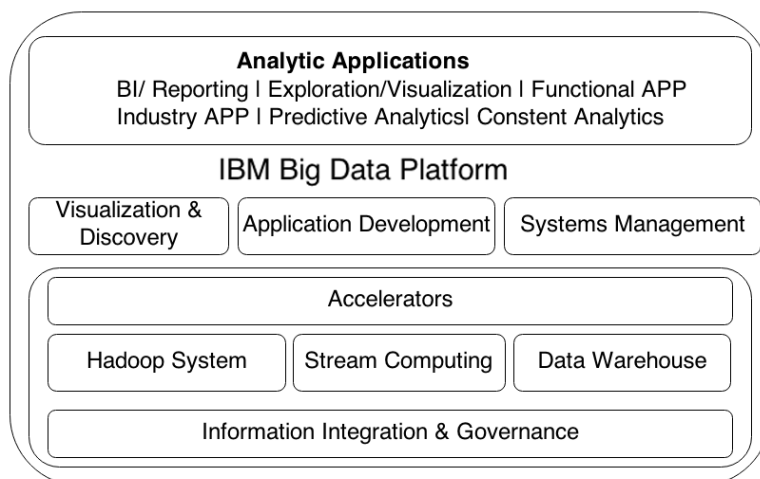 Analytic Applications
BI/ Reporting | Exploration/Visualization | Functional APP
Industry APP | Predictive Analytics| Constent Analytics
IBM Big Data Platform
Visualization &
Discovery
Application Development
Systems Management
Accelerators
Hadoop System
Stream Computing
Data Warehouse
Information Integration & Governance